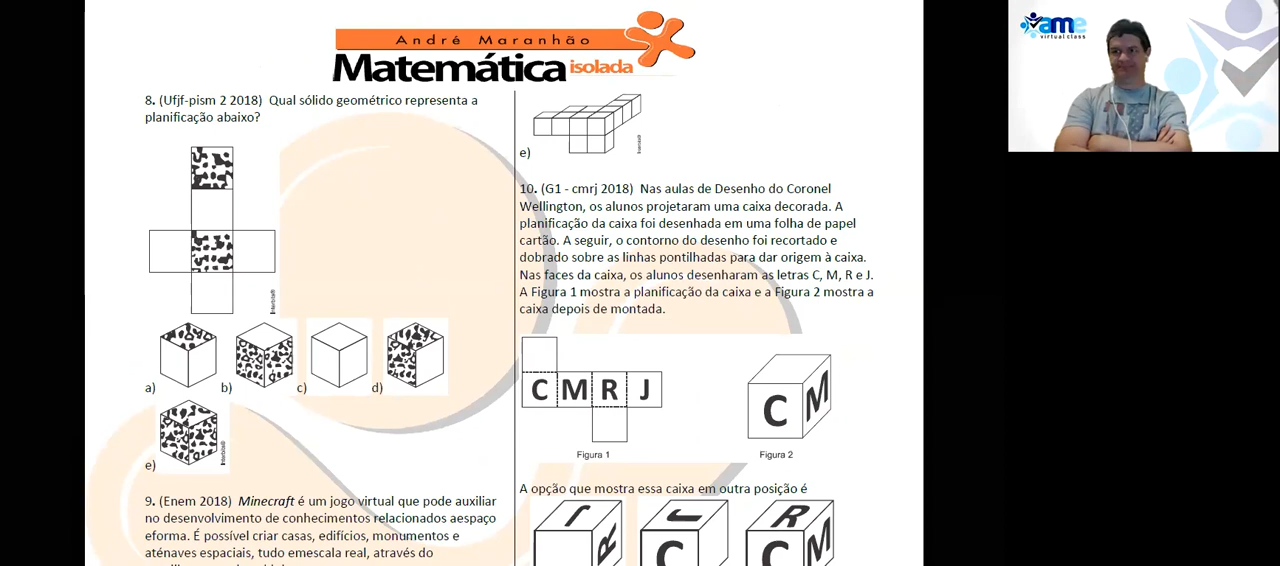 André Maranhão
Matemática isolada
ame
virtual class
8. (Ufjf-pism 2 2018) Qual sólido geométrico representa a
planificação abaixo?
Interbits®
a)
b)
c)
d)
e)
Interbits®
9. (Enem 2018) Minecraft é um jogo virtual que pode auxiliar
no desenvolvimento de conhecimentos relacionados aespaço
eforma. É possível criar casas, edifícios, monumentos e
aténaves espaciais, tudo emescala real, através do
e)
Interbits®
10. (G1 - cmrj 2018) Nas aulas de Desenho do Coronel
Wellington, os alunos projetaram uma caixa decorada. A
planificação da caixa foi desenhada em uma folha de papel
cartão. A seguir, o contorno do desenho foi recortado e
dobrado sobre as linhas pontilhadas para dar origem à caixa.
Nas faces da caixa, os alunos desenharam as letras C, M, R e J.
A Figura 1 mostra a planificação da caixa e a Figura 2 mostra a
caixa depois de montada.
C M R J
C M
Figura 1
Figura 2
A opção que mostra essa caixa em outra posição é
J R
J C
R C M